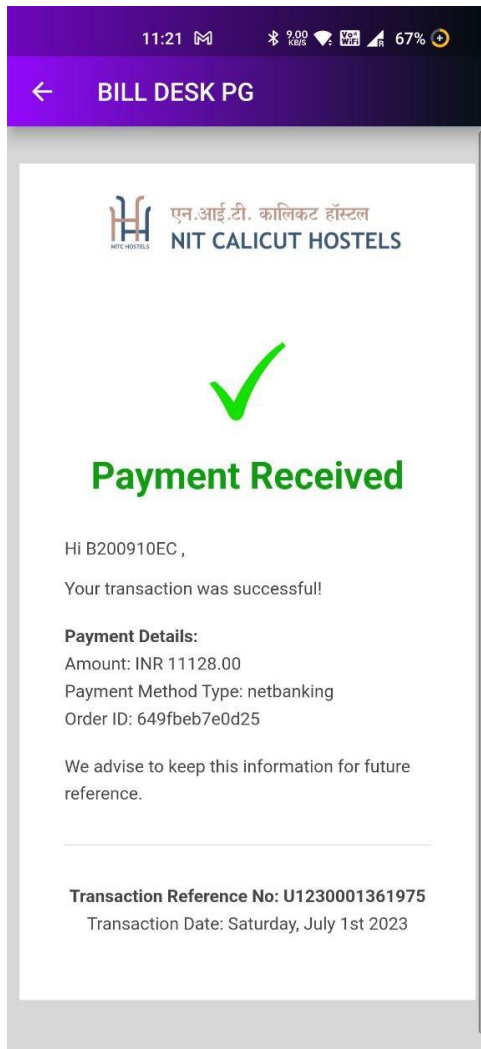 11:21 9.00 KB/S Vo1 WiFi R 67%
BILL DESK PG
एन.आई.टी. कालिकट हॉस्टल
NIT CALICUT HOSTELS
NITC HOSTELS
Payment Received
Hi B200910EC ,
Your transaction was successful!
Payment Details:
Amount: INR 11128.00
Payment Method Type: netbanking
Order ID: 649fbeb7e0d25
We advise to keep this information for future
reference.
Transaction Reference No: U1230001361975
Transaction Date: Saturday, July 1st 2023